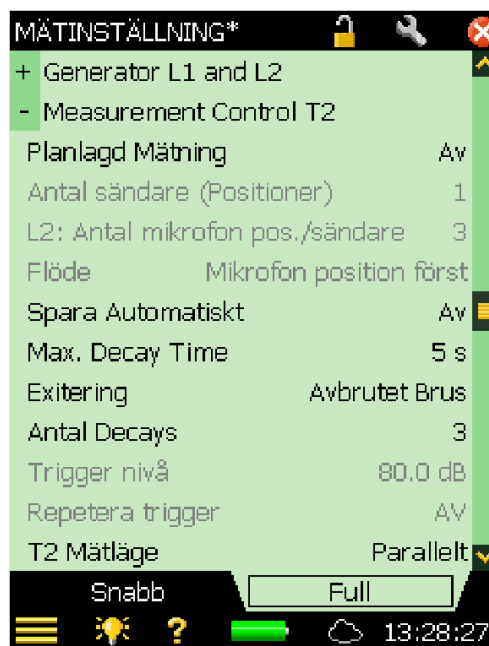 MÄTINSTÄLLNING*
+ Generator L1 and L2
- Measurement Control T2
Planlagd Mätning Av
Antal sändare (Positioner) 1
L2: Antal mikrofon pos./sändare 3
Flöde Mikrofon position först
Spara Automatiskt Av
Max. Decay Time 5 s
Exitering Avbrutet Brus
Antal Decays 3
Trigger nivå 80.0 dB
Repetera trigger AV
T2 Mätläge Parallelt
Snabb Full
? 13:28:27